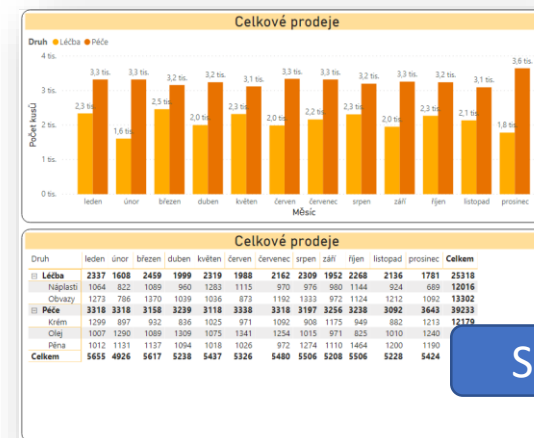 Celkové prodeje
Druh Léčba Péče
4 tis.
3 tis.
2 tis.
1 tis.
0 tis.
Počet kusů
2,3 tis. 3,3 tis. 1,6 tis. 3,3 tis. 2,5 tis. 3,2 tis. 2,0 tis. 3,2 tis. 2,3 tis. 3,1 tis. 2,0 tis. 3,3 tis. 2,2 tis. 3,3 tis. 2,3 tis. 3,2 tis. 2,0 tis. 3,3 tis. 2,3 tis. 3,2 tis. 2,1 tis. 3,1 tis. 1,8 tis. 3,6 tis.
leden únor březen duben květen červen červenec srpen září říjen listopad prosinec
Měsíc
Celkové prodeje
Druh leden únor březen duben květen červen červenec srpen září říjen listopad prosinec Celkem
Léčba 2337 1608 2459 1999 2319 1988 2162 2309 1952 2268 2136 1781 25318
Náplasti 1064 822 1089 960 1283 1115 970 976 980 1144 924 689 12016
Obvazy 1273 786 1370 1039 1036 873 1192 1333 972 1124 1212 1092 13302
Péče 3318 3318 3158 3239 3118 3338 3318 3197 3256 3238 3092 3643 39233
Krém 1299 897 932 836 1025 971 1092 908 1175 949 882 1213 12179
Olej 1007 1290 1089 1309 1075 1341 1254 1015 971 825 1010 1240
Pěna 1012 1131 1137 1094 1018 1026 972 1274 1110 1464 1200 1190
Celkem 5655 4926 5617 5238 5437 5326 5480 5506 5208 5506 5228 5424
S